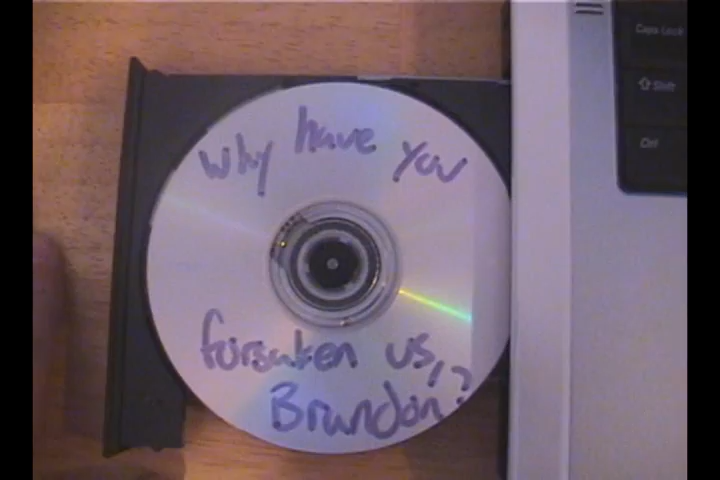 Why have you
forsaken us,
Brandon?
Caps Lock
⇧ Shift
Ctrl